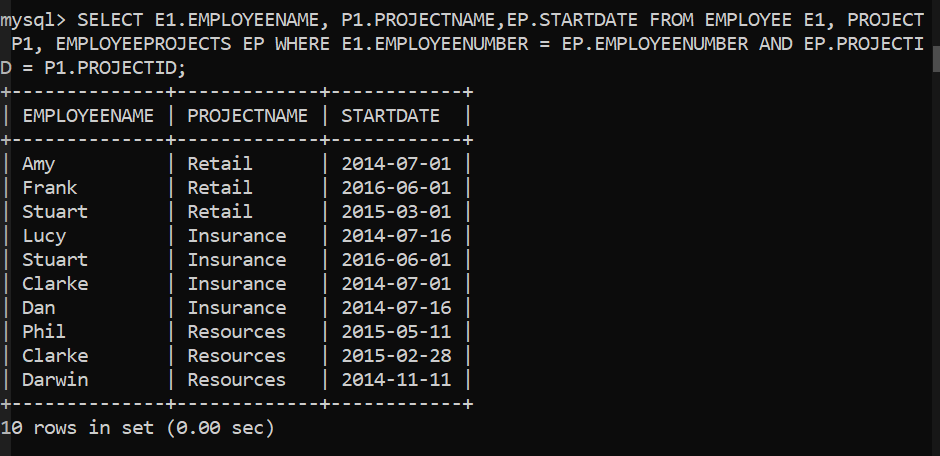 mysql> SELECT E1.EMPLOYEENAME, P1.PROJECTNAME,EP.STARTDATE FROM EMPLOYEE E1, PROJECT
 P1, EMPLOYEEPROJECTS EP WHERE E1.EMPLOYEENUMBER = EP.EMPLOYEENUMBER AND EP.PROJECTI
D = P1.PROJECTID;
+--------------+-------------+------------+
| EMPLOYEENAME | PROJECTNAME | STARTDATE  |
+--------------+-------------+------------+
| Amy          | Retail      | 2014-07-01 |
| Frank        | Retail      | 2016-06-01 |
| Stuart       | Retail      | 2015-03-01 |
| Lucy         | Insurance   | 2014-07-16 |
| Stuart       | Insurance   | 2016-06-01 |
| Clarke       | Insurance   | 2014-07-01 |
| Dan          | Insurance   | 2014-07-16 |
| Phil         | Resources   | 2015-05-11 |
| Clarke       | Resources   | 2015-02-28 |
| Darwin       | Resources   | 2014-11-11 |
+--------------+-------------+------------+
10 rows in set (0.00 sec)